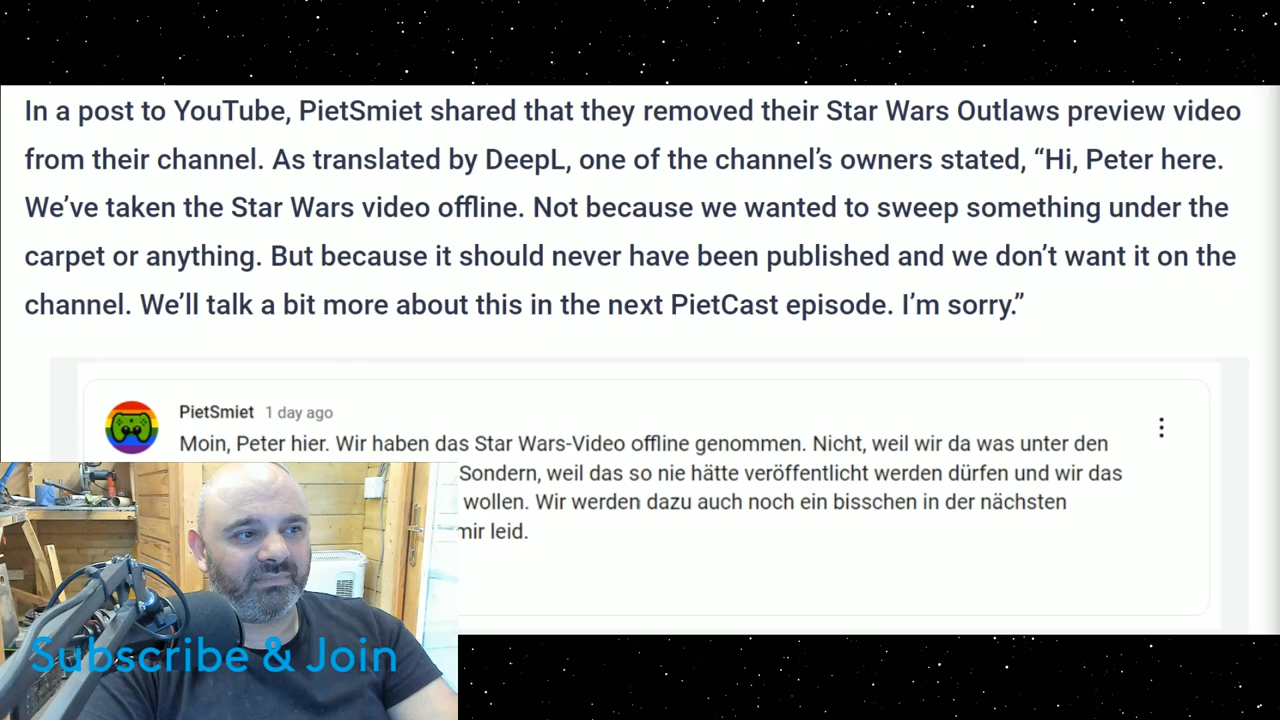 In a post to YouTube, PietSmiet shared that they removed their Star Wars Outlaws preview video
from their channel. As translated by DeepL, one of the channel’s owners stated, “Hi, Peter here.
We’ve taken the Star Wars video offline. Not because we wanted to sweep something under the
carpet or anything. But because it should never have been published and we don’t want it on the
channel. We’ll talk a bit more about this in the next PietCast episode. I’m sorry.”
PietSmiet 1 day ago
Moin, Peter hier. Wir haben das Star Wars-Video offline genommen. Nicht, weil wir da was unter den
Sondern, weil das so nie hätte veröffentlicht werden dürfen und wir das
wollen. Wir werden dazu auch noch ein bisschen in der nächsten
mir leid.
Subscribe & Join